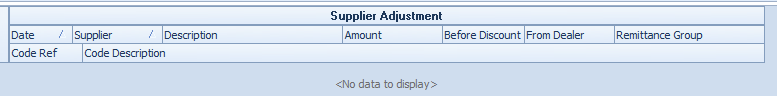 Supplier Adjustment
Date / Supplier / Description Amount Before Discount From Dealer Remittance Group
Code Ref Code Description
<No data to display>